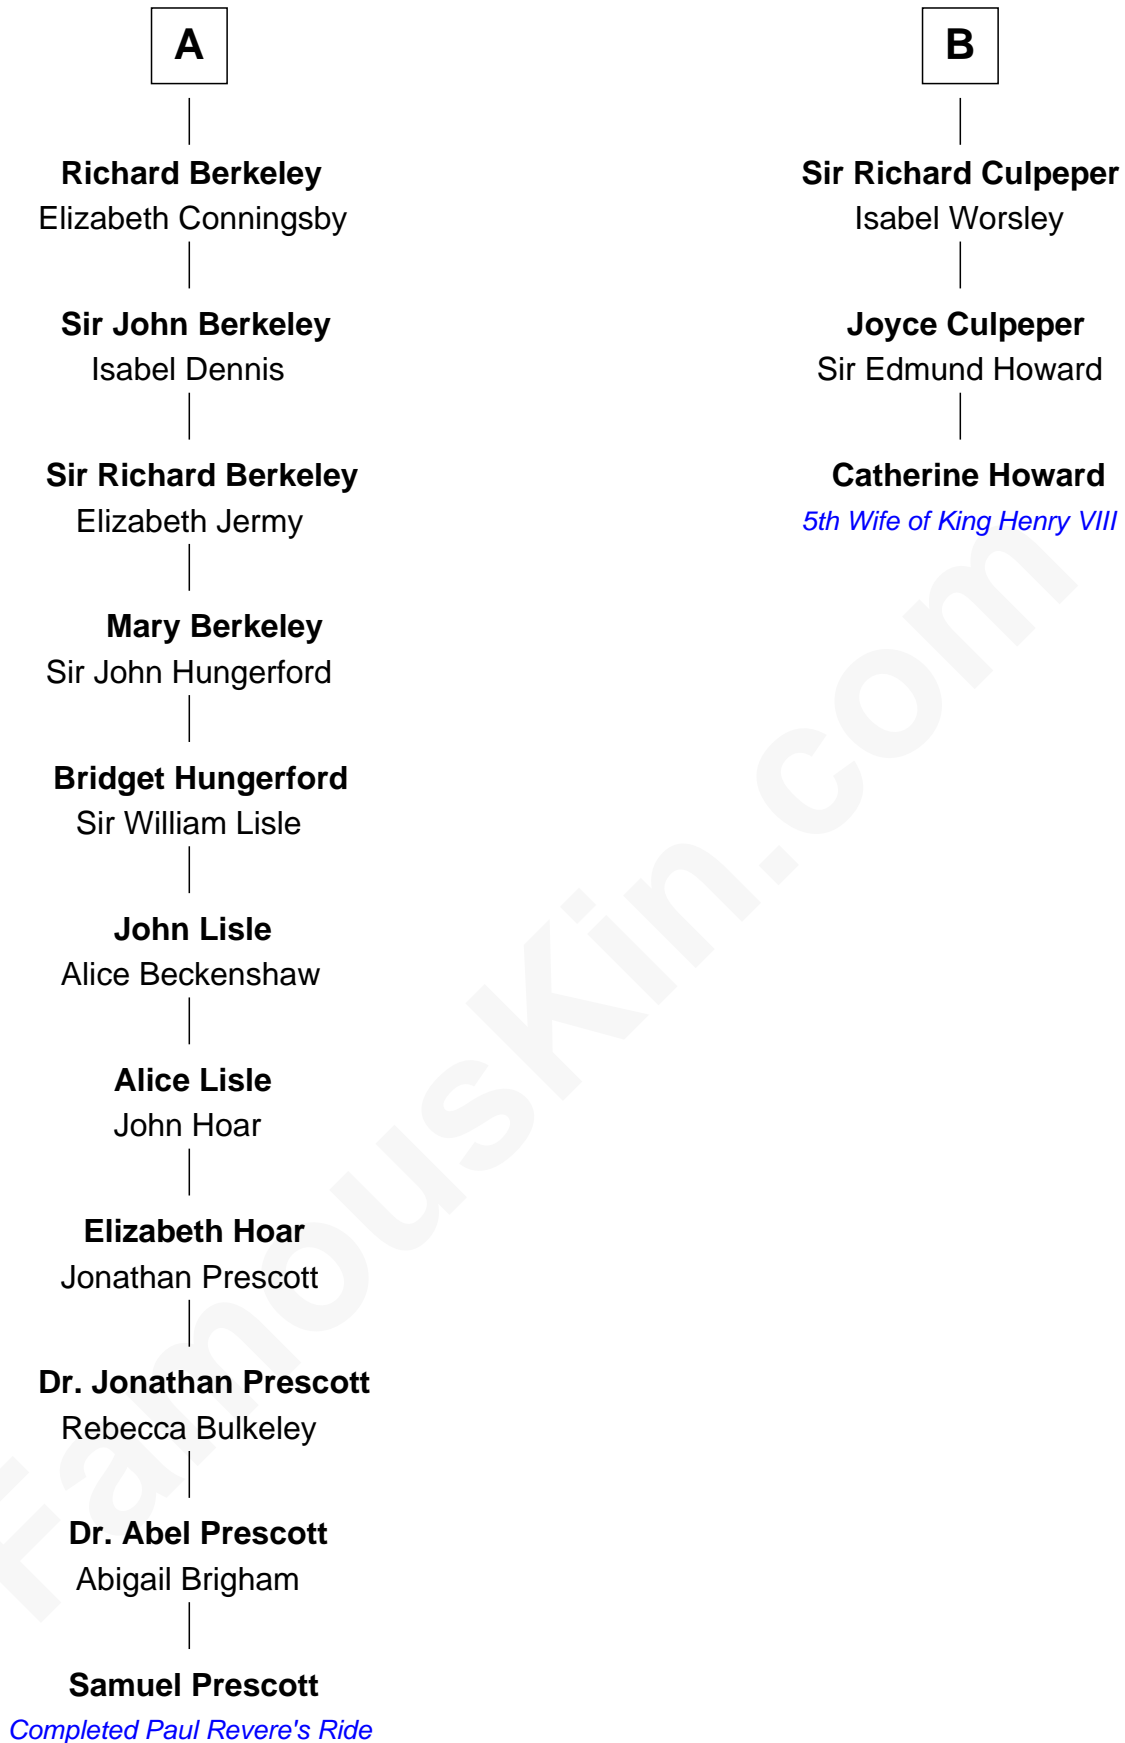 A
Richard Berkeley
Elizabeth Conningsby
Sir John Berkeley
Isabel Dennis
Sir Richard Berkeley
Elizabeth Jermy
Mary Berkeley
Sir John Hungerford
Bridget Hungerford
Sir William Lisle
John Lisle
Alice Beckenshaw
Alice Lisle
John Hoar
Elizabeth Hoar
Jonathan Prescott
Dr. Jonathan Prescott
Rebecca Bulkeley
Dr. Abel Prescott
Abigail Brigham
Samuel Prescott
Completed Paul Revere's Ride
B
Sir Richard Culpeper
Isabel Worsley
Joyce Culpeper
Sir Edmund Howard
Catherine Howard
5th Wife of King Henry VIII
FamousKin.com